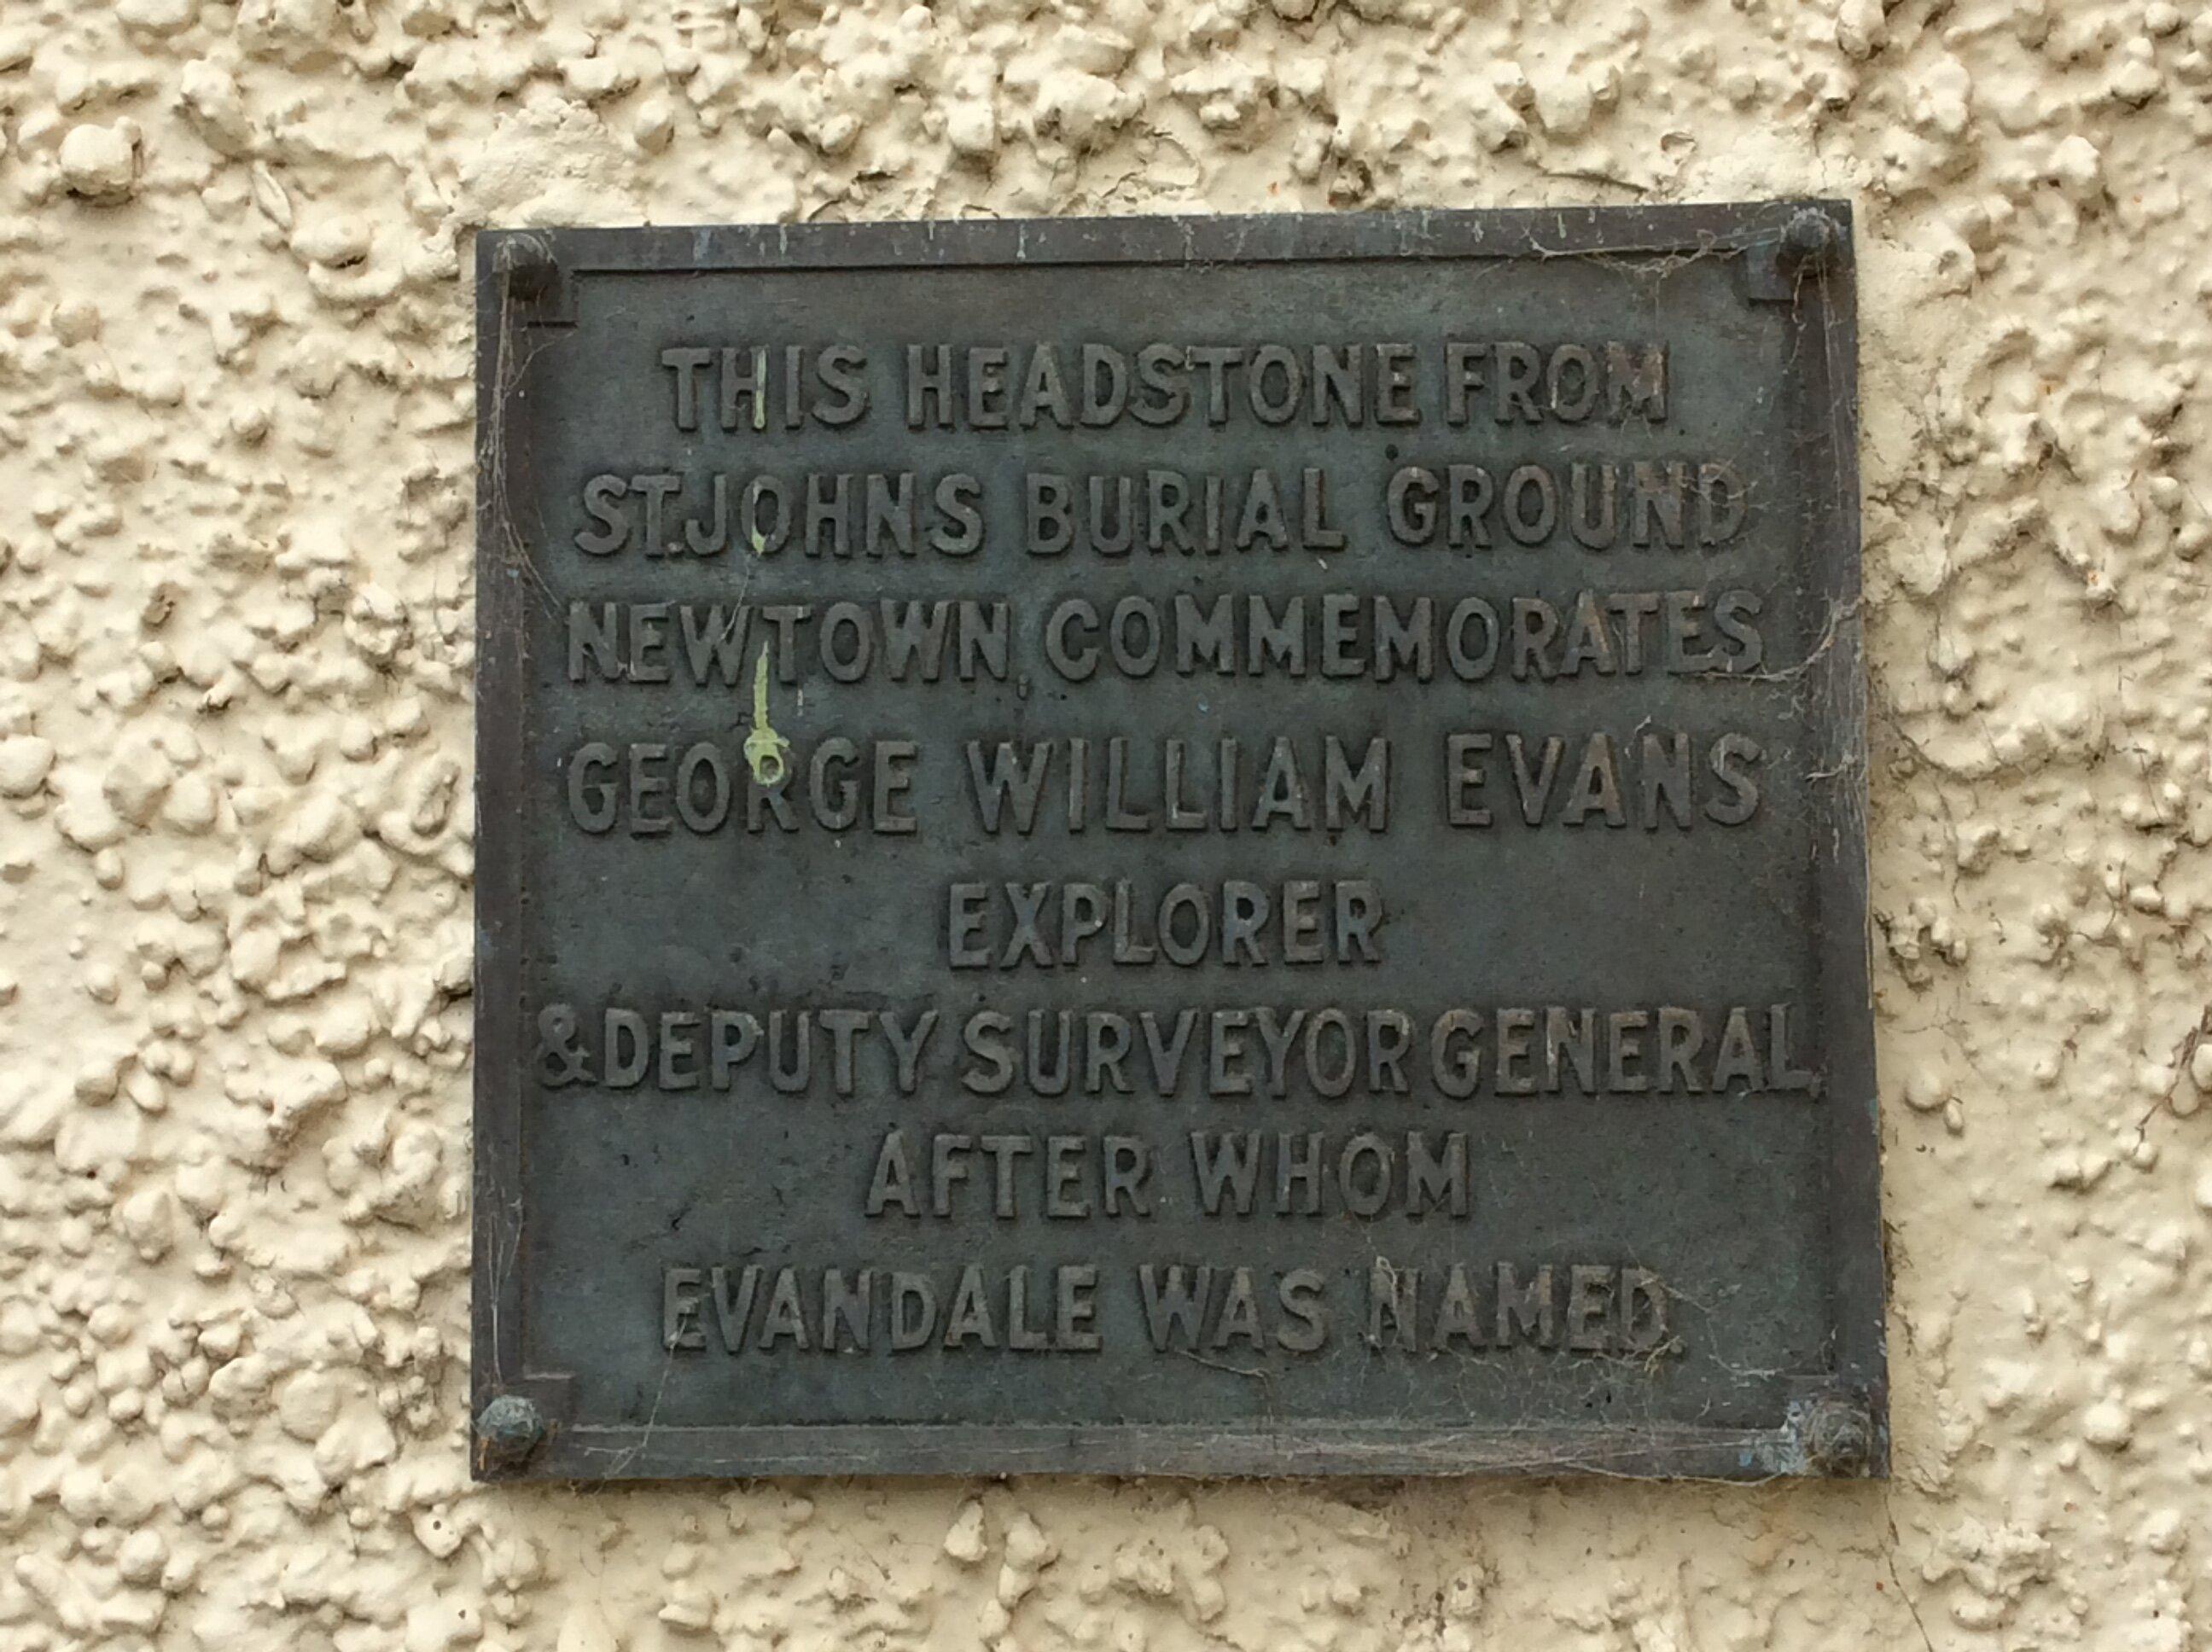 THIS HEADSTONE FROM
ST. JOHNS BURIAL GROUND
NEWTOWN, COMMEMORATES
GEORGE WILLIAM EVANS
EXPLORER
& DEPUTY SURVEYOR GENERAL,
AFTER WHOM
EVANDALE WAS NAMED.